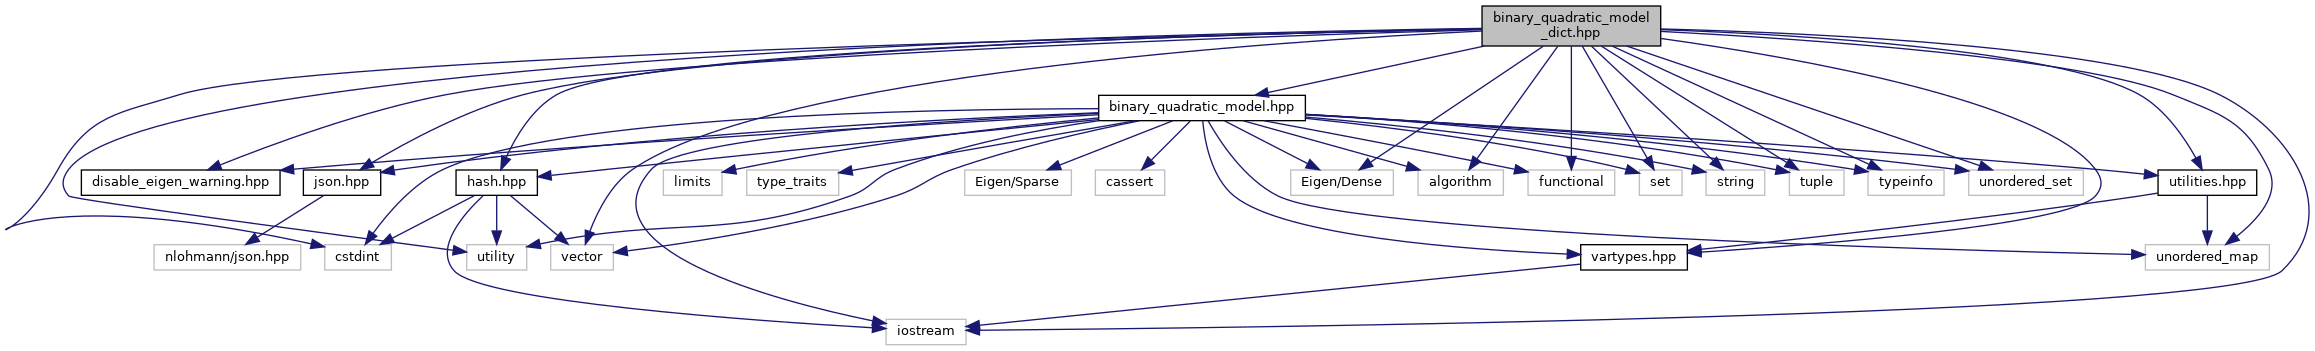 binary_quadratic_model
_dict.hpp
binary_quadratic_model.hpp
disable_eigen_warning.hpp
json.hpp
hash.hpp
limits
type_traits
Eigen/Sparse
cassert
Eigen/Dense
algorithm
functional
set
string
tuple
typeinfo
unordered_set
utilities.hpp
nlohmann/json.hpp
cstdint
utility
vector
vartypes.hpp
unordered_map
iostream